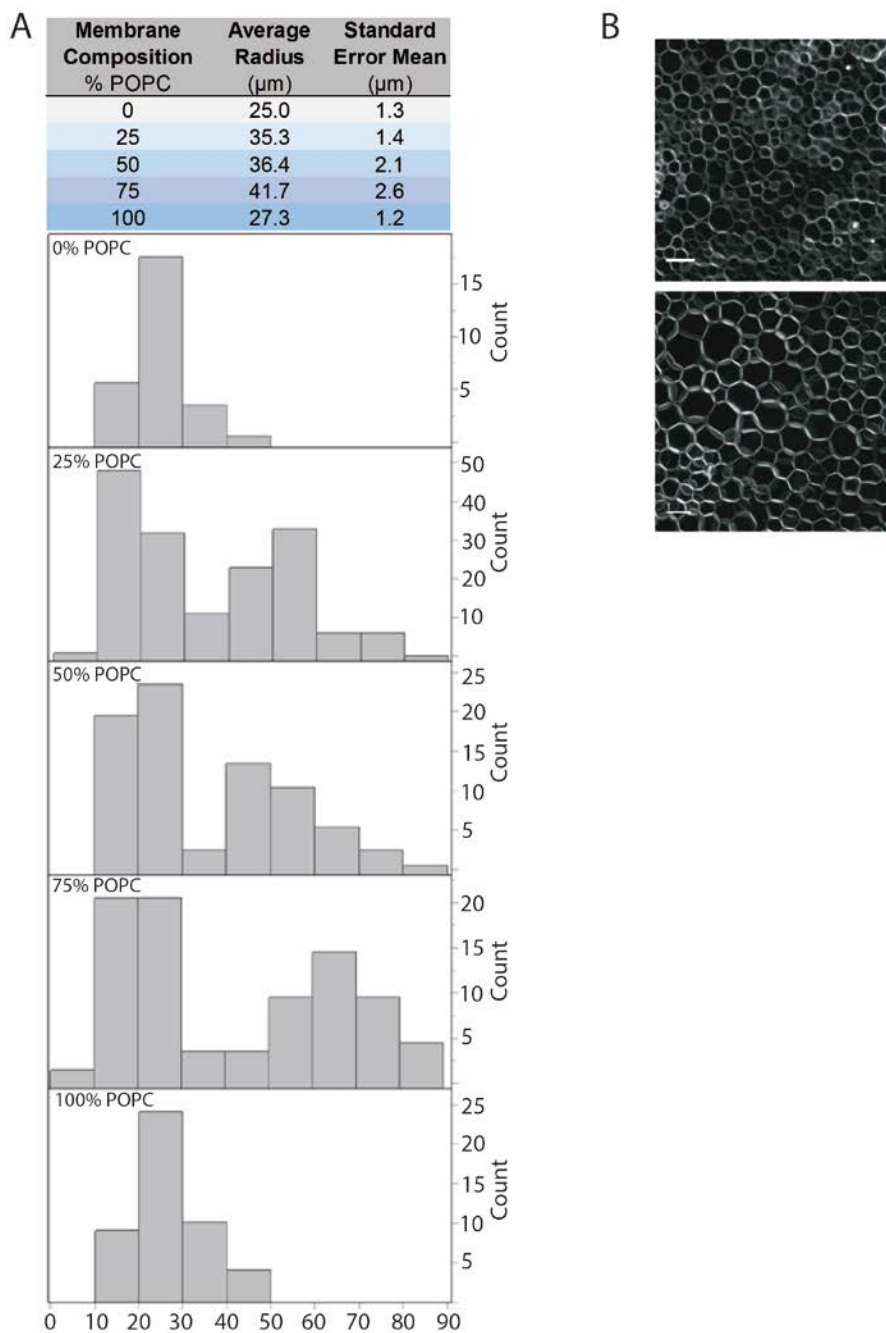 A
B
Membrane Composition % POPC Average Radius (µm) Standard Error Mean (µm)
0 25.0 1.3
25 35.3 1.4
50 36.4 2.1
75 41.7 2.6
100 27.3 1.2
0% POPC
15
10
5
Count
25% POPC
50
40
30
20
10
Count
50% POPC
25
20
15
10
5
Count
75% POPC
20
15
10
5
Count
100% POPC
25
20
15
10
5
Count
0 10 20 30 40 50 60 70 80 90